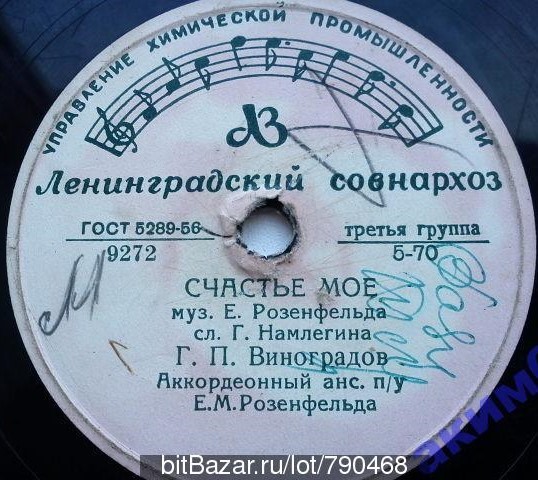 УПРАВЛЕНИЕ ХИМИЧЕСКОЙ ПРОМЫШЛЕННОСТИ
АЗ
Ленинградский совнархоз
ГОСТ 5289-56 третья группа
9272 5-70
СЧАСТЬЕ МОЕ
муз. Е. Розенфельда
сл. Г. Намлегина
Г. П. Виноградов
Аккордеонный анс. п/у
Е.М.Розенфельда
bitBazar.ru/lot/790468